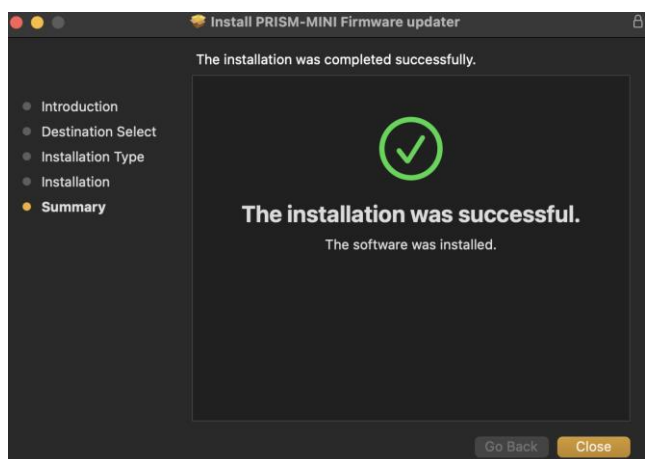 Install PRISM-MINI Firmware updater
The installation was completed successfully.
Introduction
Destination Select
Installation Type
Installation
Summary
The installation was successful.
The software was installed.
Go Back
Close